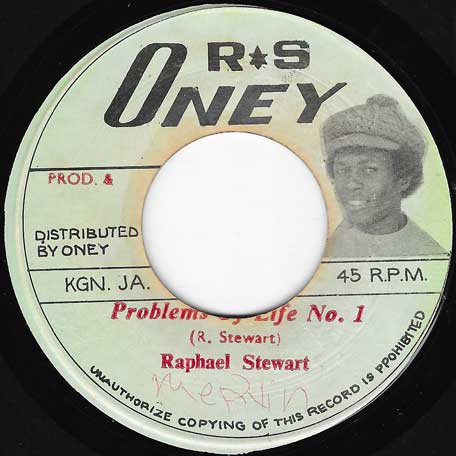 R★S
ONEY
PROD. &
DISTRIBUTED
BY ONEY
KGN. JA.
45 R.P.M.
Problems of Life No. 1
(R. Stewart)
Raphael Stewart
Mervin
UNAUTHORIZE COPYING OF THIS RECORD IS PPOHIBITED